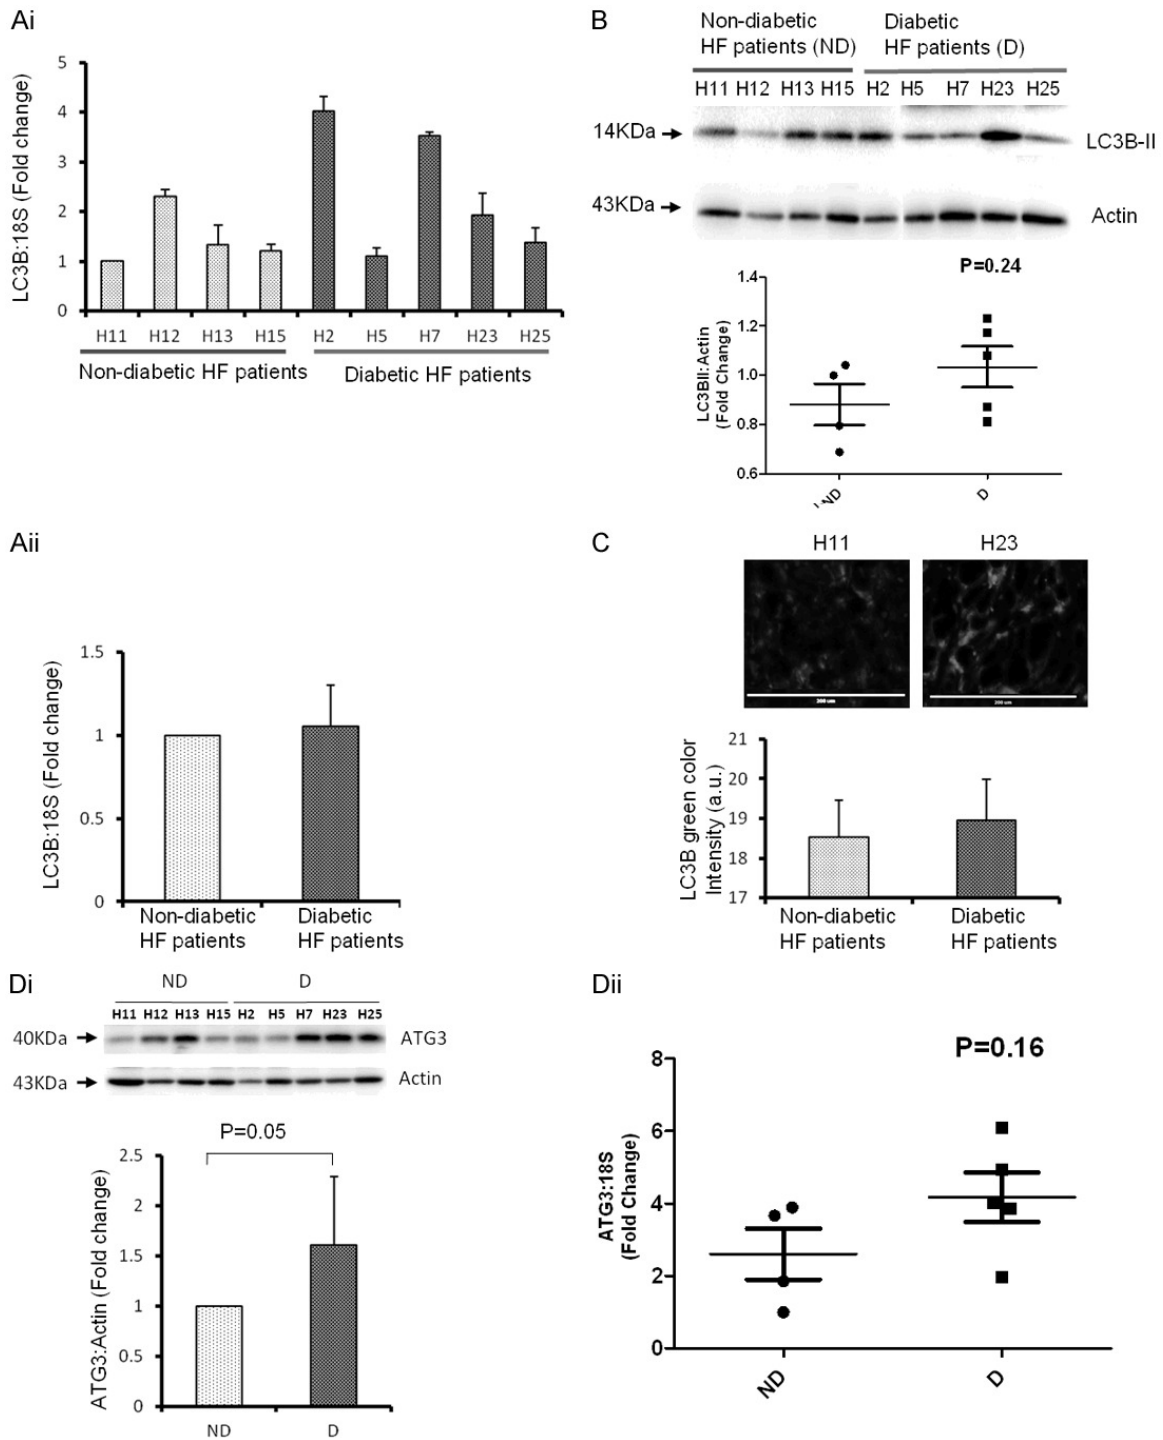 Ai
LC3B:18S (Fold change)
5
4
3
2
1
0
H11 H12 H13 H15 H2 H5 H7 H23 H25
Non-diabetic HF patients Diabetic HF patients
B
Non-diabetic
HF patients (ND)
Diabetic
HF patients (D)
H11 H12 H13 H15 H2 H5 H7 H23 H25
14KDa
LC3B-II
43KDa
Actin
P=0.24
LC3BII:Actin
(Fold Change)
1.4
1.2
1.0
0.8
0.6
ND D
Aii
LC3B:18S (Fold change)
1.5
1
0.5
0
Non-diabetic
HF patients
Diabetic
HF patients
C
H11 H23
200 um 200 um
LC3B green color
Intensity (a.u.)
21
20
19
18
17
Non-diabetic
HF patients
Diabetic
HF patients
Di
ND D
H11 H12 H13 H15 H2 H5 H7 H23 H25
40KDa
ATG3
43KDa
Actin
P=0.05
ATG3:Actin (Fold change)
2.5
2
1.5
1
0.5
0
ND D
Dii
P=0.16
ATG3:18S
(Fold Change)
8
6
4
2
0
ND D